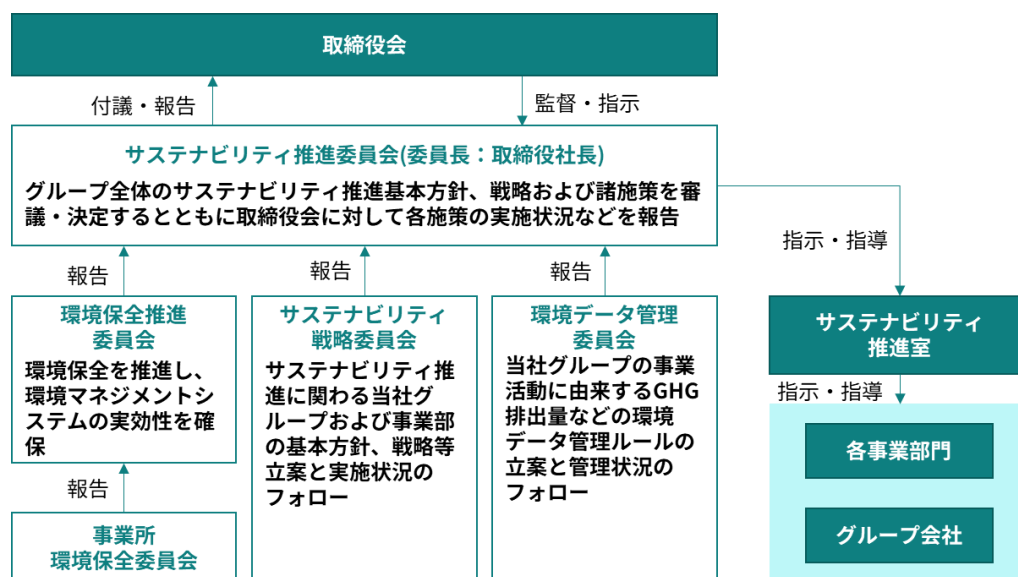 取締役会
付議・報告
監督・指示
サステナビリティ推進委員会(委員長：取締役社長)
グループ全体のサステナビリティ推進基本方針、戦略および諸施策を審
議・決定するとともに取締役会に対して各施策の実施状況などを報告
指示・指導
報告
報告
報告
環境保全推進
委員会
環境保全を推進し、
環境マネジメントシ
ステムの実効性を確
保
サステナビリティ
戦略委員会
サステナビリティ推
進に関わる当社グ
ループおよび事業部
の基本方針、戦略等
立案と実施状況の
フォロー
環境データ管理
委員会
当社グループの事業
活動に由来するGHG
排出量などの環境
データ管理ルールの
立案と管理状況の
フォロー
サステナビリティ
推進室
指示・指導
各事業部門
グループ会社
報告
事業所
環境保全委員会